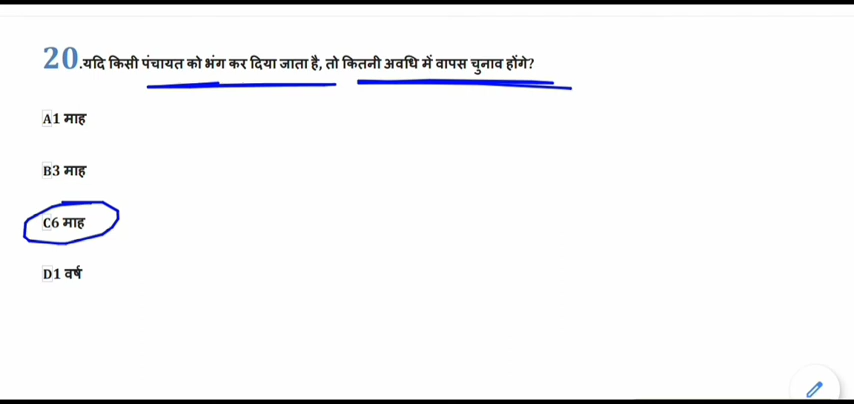 20.यदि किसी पंचायत को भंग कर दिया जाता है, तो कितनी अवधि में वापस चुनाव होंगे?
A1 माह
B3 माह
C6 माह
D1 वर्ष